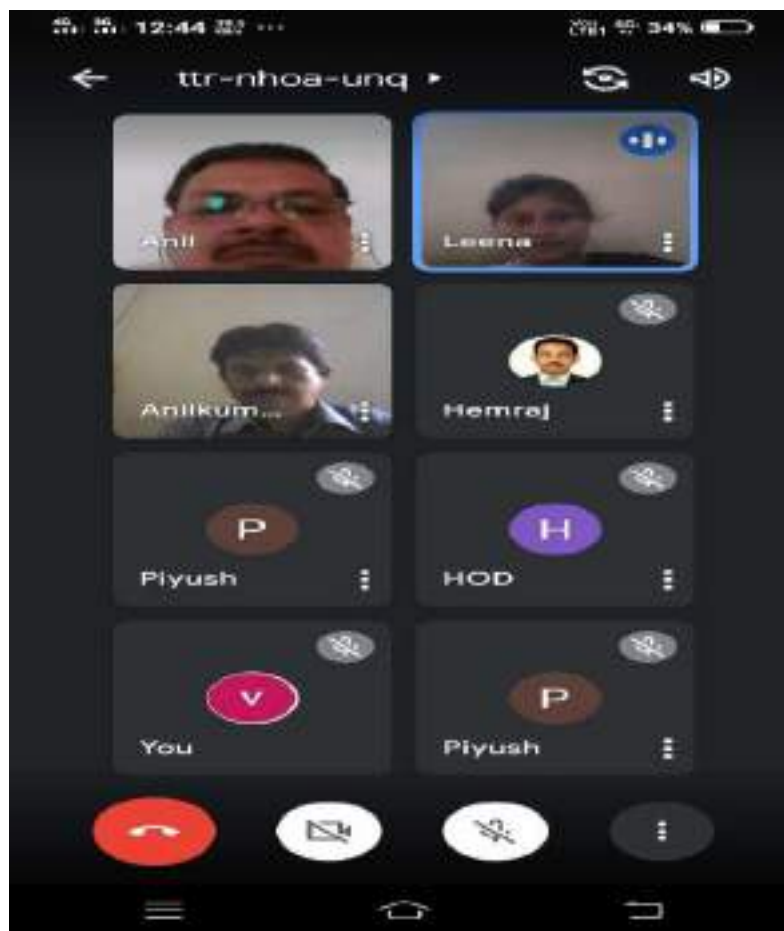 12:44 ... 34%
ttr-nhoa-unq
Anil
Leena
Anilkum...
Hemraj
P
Piyush
H
HOD
V
You
P
Piyush